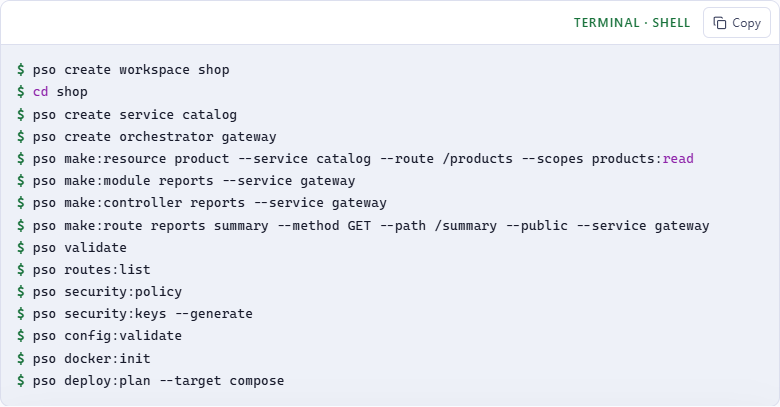 TERMINAL · SHELL Copy
$ pso create workspace shop
$ cd shop
$ pso create service catalog
$ pso create orchestrator gateway
$ pso make:resource product --service catalog --route /products --scopes products:read
$ pso make:module reports --service gateway
$ pso make:controller reports --service gateway
$ pso make:route reports summary --method GET --path /summary --public --service gateway
$ pso validate
$ pso routes:list
$ pso security:policy
$ pso security:keys --generate
$ pso config:validate
$ pso docker:init
$ pso deploy:plan --target compose